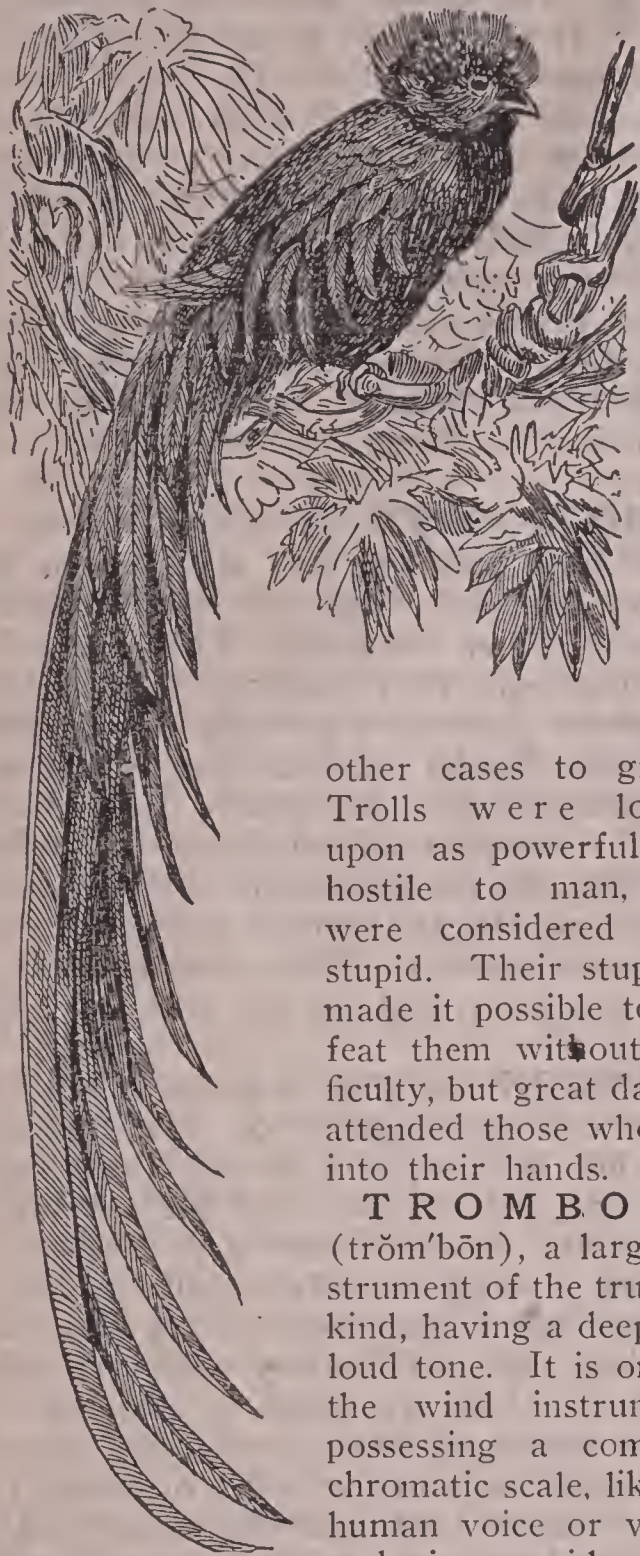 other cases to g
Trolls were lo
upon as powerful
hostile to man,
were considered
stupid. Their stup
made it possible to
feat them without
ficulty, but great da
attended those who
into their hands.
TROMBO
(trŏm′bōn), a larg
strument of the tru
kind, having a deep
loud tone. It is on
the wind instrum
possessing a com
chromatic scale, lik
human voice or v